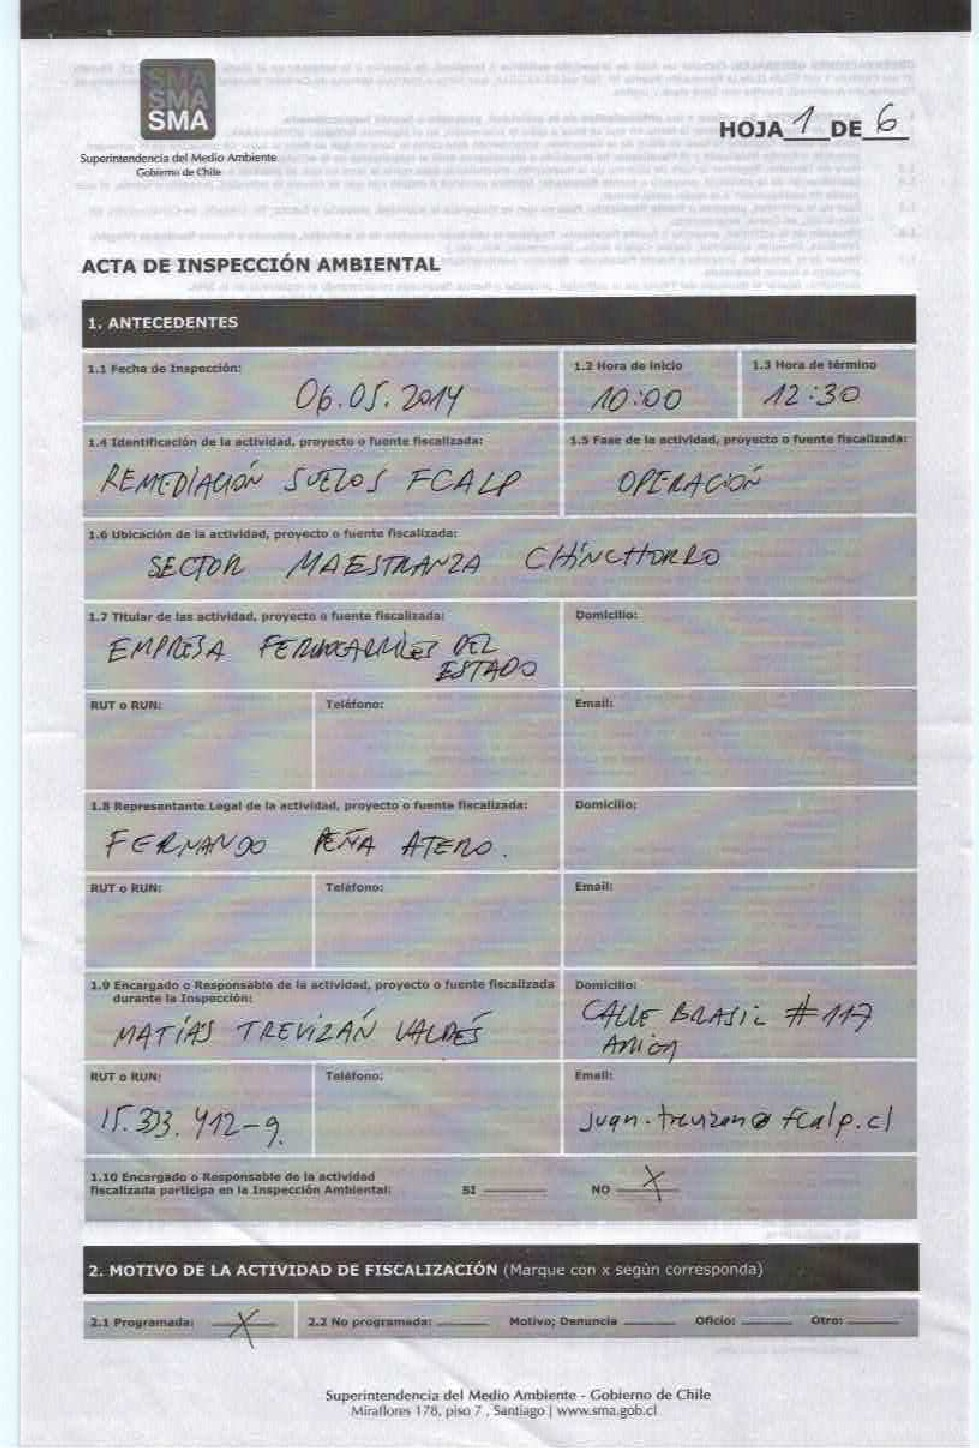 SMA
SMA
SMA
Superintendencia del Medio Ambiente
Gobierno de Chile
HOJA 1 DE 6
ACTA DE INSPECCIÓN AMBIENTAL
1. ANTECEDENTES
1.1 Fecha de Inspección:
06.05.2014
1.2 Hora de inicio
10:00
1.3 Hora de término
12:30
1.4 Identificación de la actividad, proyecto o fuente fiscalizada:
REMEDIACIÓN SUELOS FCALP
1.5 Fase de la actividad, proyecto o fuente fiscalizada:
OPERACIÓN
1.6 Ubicación de la actividad, proyecto o fuente fiscalizada:
SECTOR MAESTRANZA CHINCHORRO
1.7 Titular de las actividad, proyecto o fuente fiscalizada:
EMPRESA FERROCARRILES DEL
ESTADO
Domicilio:
RUT o RUN:
Teléfono:
Email:
1.8 Representante Legal de la actividad, proyecto o fuente fiscalizada:
FERNANDO PEÑA ATERO.
Domicilio:
RUT o RUN:
Teléfono:
Email:
1.9 Encargado o Responsable de la actividad, proyecto o fuente fiscalizada
durante la Inspección:
MATÍAS TREVIZÁN VALDÉS
Domicilio:
CALLE BRASIL # 117
RUT o RUN:
15.333.412-9.
Teléfono:
Email:
juan.trevizan@fcalp.cl
1.10 Encargado o Responsable de la actividad
fiscalizada participa en la Inspección Ambiental:
SI ____ NO X
2. MOTIVO DE LA ACTIVIDAD DE FISCALIZACIÓN (Marque con x según corresponda)
2.1 Programada: X
2.2 No programada: ____ Motivo; Denuncia ____ Oficio: ____ Otro: ____
Superintendencia del Medio Ambiente - Gobierno de Chile
Miraflores 178, piso 7 , Santiago | www.sma.gob.cl